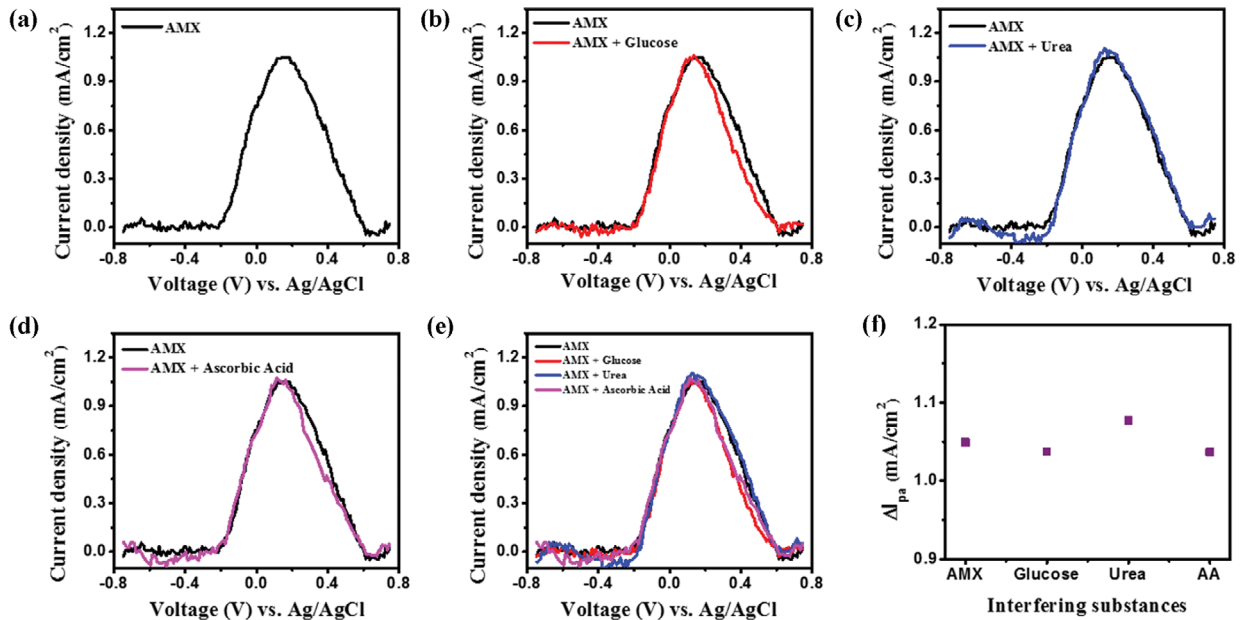 (a)
AMX
1.2
0.9
0.6
0.3
0.0
Current density (mA/cm²)
-0.8
-0.4
0.0
0.4
0.8
Voltage (V) vs. Ag/AgCl
(b)
AMX
AMX + Glucose
1.2
0.9
0.6
0.3
0.0
Current density (mA/cm²)
-0.8
-0.4
0.0
0.4
0.8
Voltage (V) vs. Ag/AgCl
(c)
AMX
AMX + Urea
1.2
0.9
0.6
0.3
0.0
Current density (mA/cm²)
-0.8
-0.4
0.0
0.4
0.8
Voltage (V) vs. Ag/AgCl
(d)
AMX
AMX + Ascorbic Acid
1.2
0.9
0.6
0.3
0.0
Current density (mA/cm²)
-0.8
-0.4
0.0
0.4
0.8
Voltage (V) vs. Ag/AgCl
(e)
AMX
AMX + Glucose
AMX + Urea
AMX + Ascorbic Acid
1.2
0.9
0.6
0.3
0.0
Current density (mA/cm²)
-0.8
-0.4
0.0
0.4
0.8
Voltage (V) vs. Ag/AgCl
(f)
1.2
1.1
1.0
0.9
ΔIpa (mA/cm²)
AMX
Glucose
Urea
AA
Interfering substances